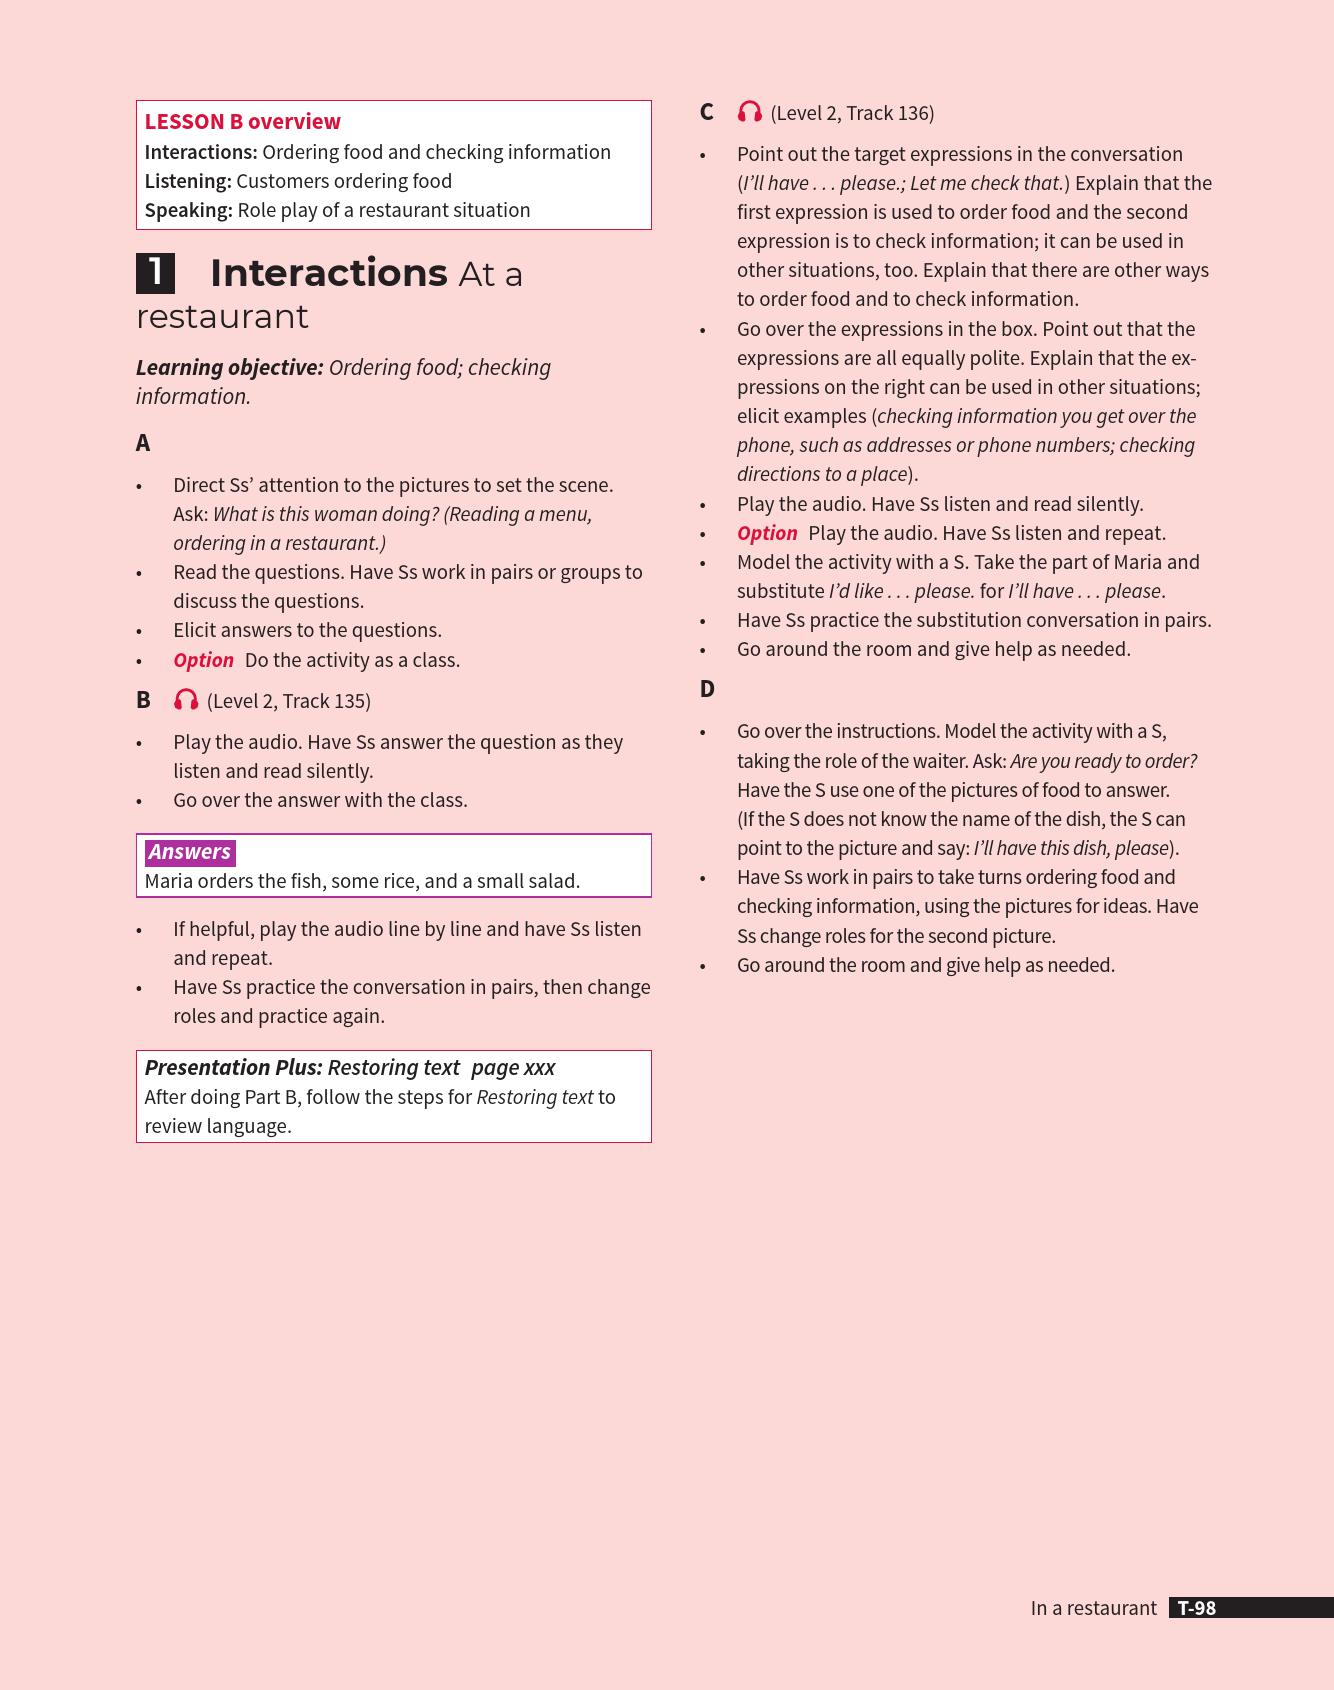 LESSON B overview
Interactions: Ordering food and checking information
Listening: Customers ordering food
Speaking: Role play of a restaurant situation
1 Interactions At a
restaurant
Learning objective: Ordering food; checking
information.
A
• Direct Ss’ attention to the pictures to set the scene.
Ask: What is this woman doing? (Reading a menu,
ordering in a restaurant.)
• Read the questions. Have Ss work in pairs or groups to
discuss the questions.
• Elicit answers to the questions.
• Option Do the activity as a class.
B (Level 2, Track 135)
• Play the audio. Have Ss answer the question as they
listen and read silently.
• Go over the answer with the class.
Answers
Maria orders the fish, some rice, and a small salad.
• If helpful, play the audio line by line and have Ss listen
and repeat.
• Have Ss practice the conversation in pairs, then change
roles and practice again.
Presentation Plus: Restoring text page xxx
After doing Part B, follow the steps for Restoring text to
review language.
C (Level 2, Track 136)
• Point out the target expressions in the conversation
(I’ll have . . . please.; Let me check that.) Explain that the
first expression is used to order food and the second
expression is to check information; it can be used in
other situations, too. Explain that there are other ways
to order food and to check information.
• Go over the expressions in the box. Point out that the
expressions are all equally polite. Explain that the ex-
pressions on the right can be used in other situations;
elicit examples (checking information you get over the
phone, such as addresses or phone numbers; checking
directions to a place).
• Play the audio. Have Ss listen and read silently.
• Option Play the audio. Have Ss listen and repeat.
• Model the activity with a S. Take the part of Maria and
substitute I’d like . . . please. for I’ll have . . . please.
• Have Ss practice the substitution conversation in pairs.
• Go around the room and give help as needed.
D
• Go over the instructions. Model the activity with a S,
taking the role of the waiter. Ask: Are you ready to order?
Have the S use one of the pictures of food to answer.
(If the S does not know the name of the dish, the S can
point to the picture and say: I’ll have this dish, please).
• Have Ss work in pairs to take turns ordering food and
checking information, using the pictures for ideas. Have
Ss change roles for the second picture.
• Go around the room and give help as needed.
In a restaurant T-98